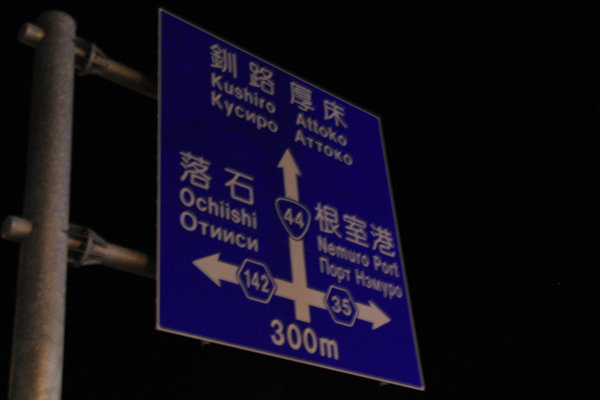 釧路 厚床
Kushiro Attoko
Кусиро Аттоко
落石
Ochiishi
Отииси
44
根室港
Nemuro Port
Порт Нэмуро
142
35
300m